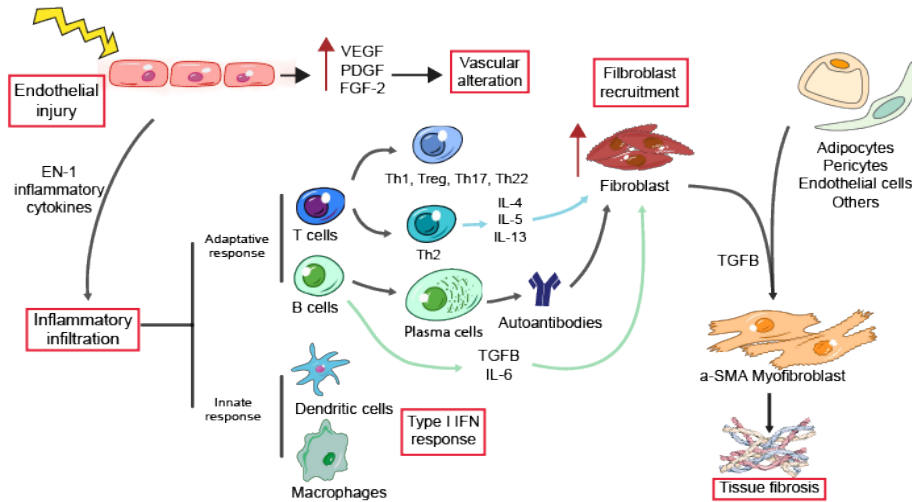 Endothelial
injury
VEGF
PDGF
FGF-2
Vascular
alteration
Filbroblast
recruitment
Adipocytes
Pericytes
Endothelial cells
Others
EN-1
inflammatory
cytokines
Adaptative
response
T cells
Th1, Treg, Th17, Th22
Th2
IL-4
IL-5
IL-13
Fibroblast
TGFB
B cells
Plasma cells
Autoantibodies
TGFB
IL-6
Inflammatory
infiltration
Innate
response
Dendritic cells
Macrophages
Type I IFN
response
a-SMA Myofibroblast
Tissue fibrosis